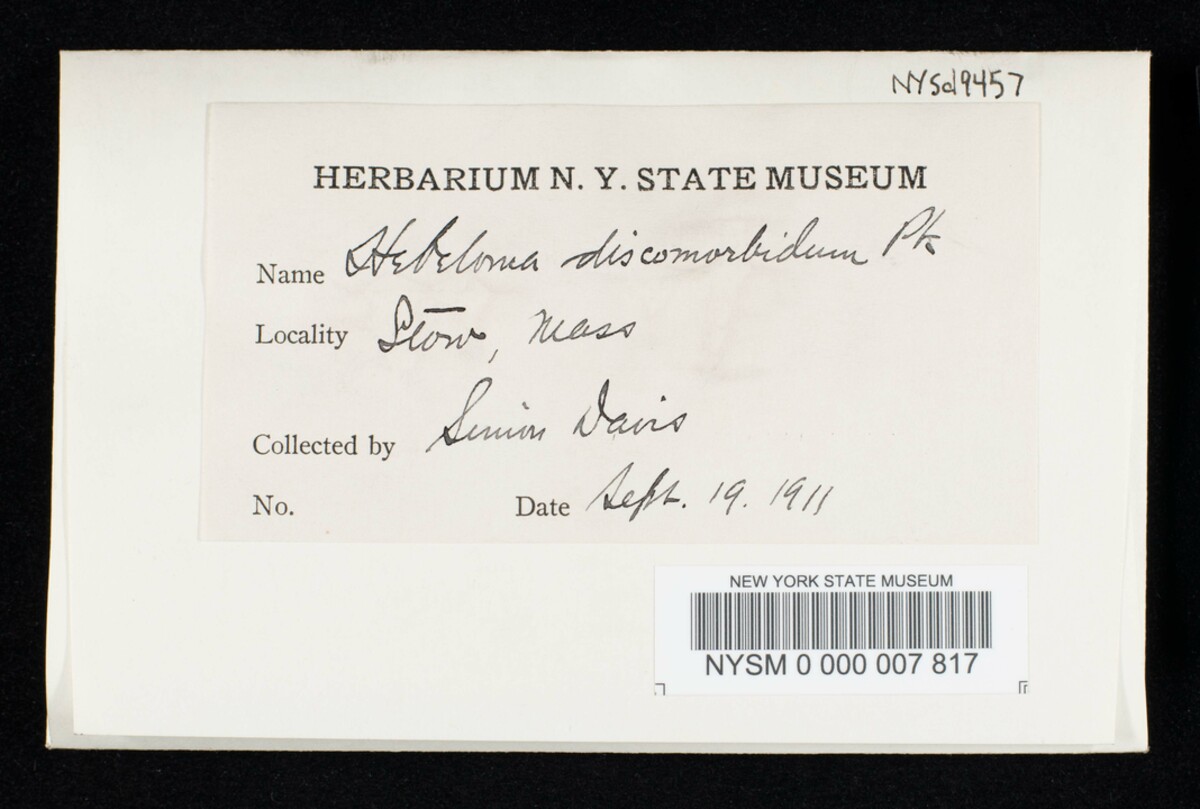 NYSd9457
HERBARIUM N. Y. STATE MUSEUM
Name Hebeloma discomorbidum Pk
Locality Stow, Mass
Collected by Simon Davis
No. Date Sept. 19. 1911
NEW YORK STATE MUSEUM
NYSM 0 000 007 817